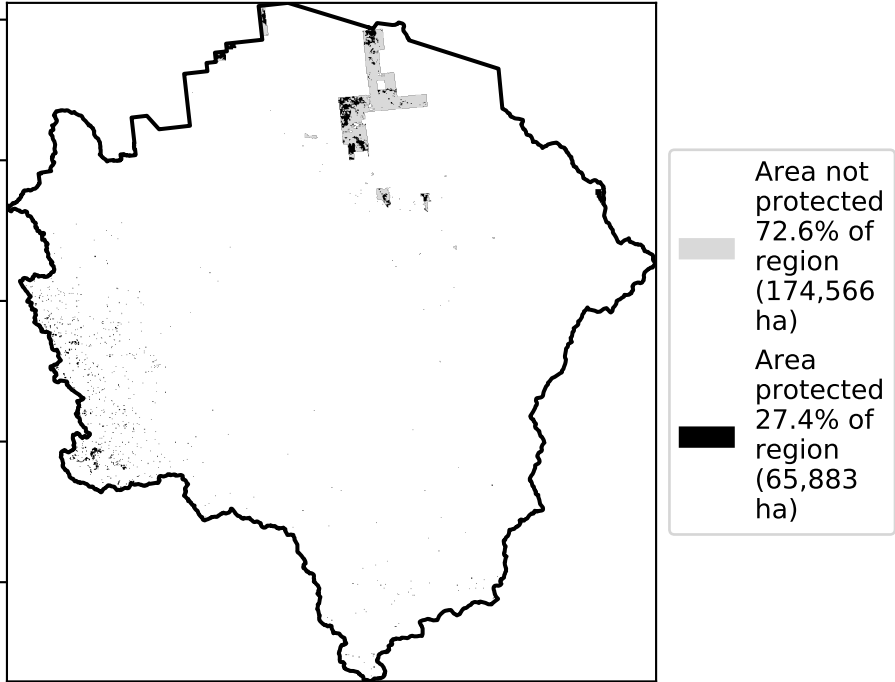 Area not
protected
72.6% of
region
(174,566
ha)
Area
protected
27.4% of
region
(65,883
ha)